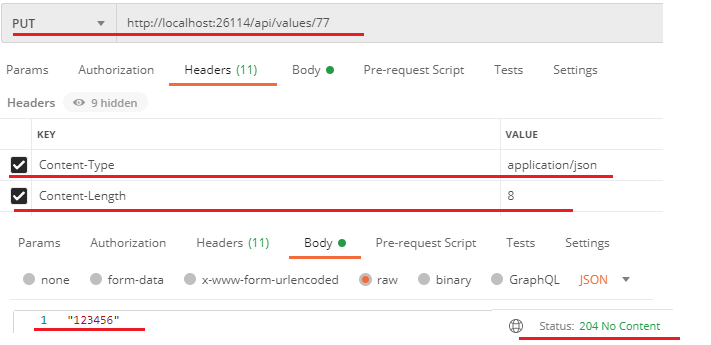 PUT http://localhost:26114/api/values/77
Params Authorization Headers (11) Body Pre-request Script Tests Settings
Headers 9 hidden
KEY VALUE
Content-Type application/json
Content-Length 8
Params Authorization Headers (11) Body Pre-request Script Tests Settings
none form-data x-www-form-urlencoded raw binary GraphQL JSON
1 "123456"
Status: 204 No Content